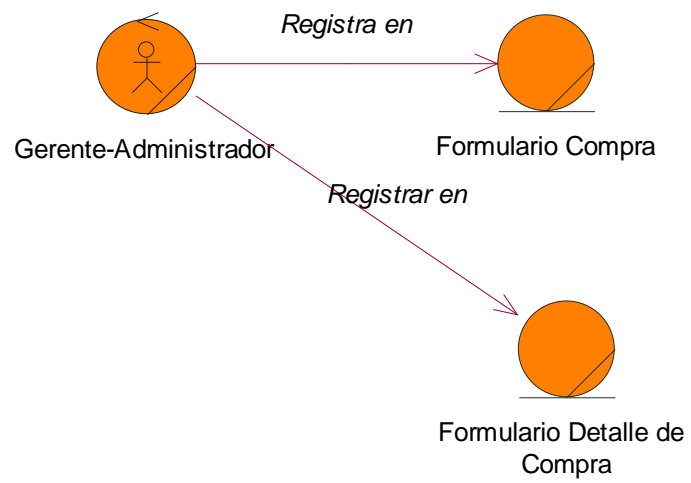 Registra en
Gerente-Administrador
Formulario Compra
Registrar en
Formulario Detalle de
Compra